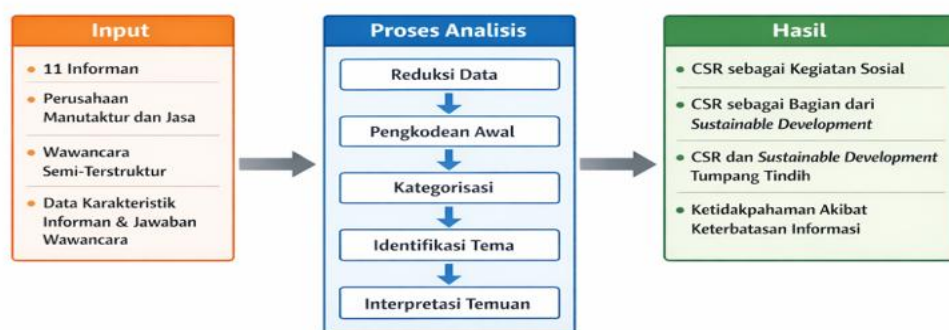 Input
11 Informan
Perusahaan
Manutaktur dan Jasa
Wawancara
Semi-Terstruktur
Data Karakteristik
Informan & Jawaban
Wawancara
Proses Analisis
Reduksi Data
Pengkodean Awal
Kategorisasi
Identifikasi Tema
Interpretasi Temuan
Hasil
CSR sebagai Kegiatan Sosial
CSR sebagai Bagian dari
Sustainable Development
CSR dan Sustainable Development
Tumpang Tindih
Ketidakpahaman Akibat
Keterbatasan Informasi